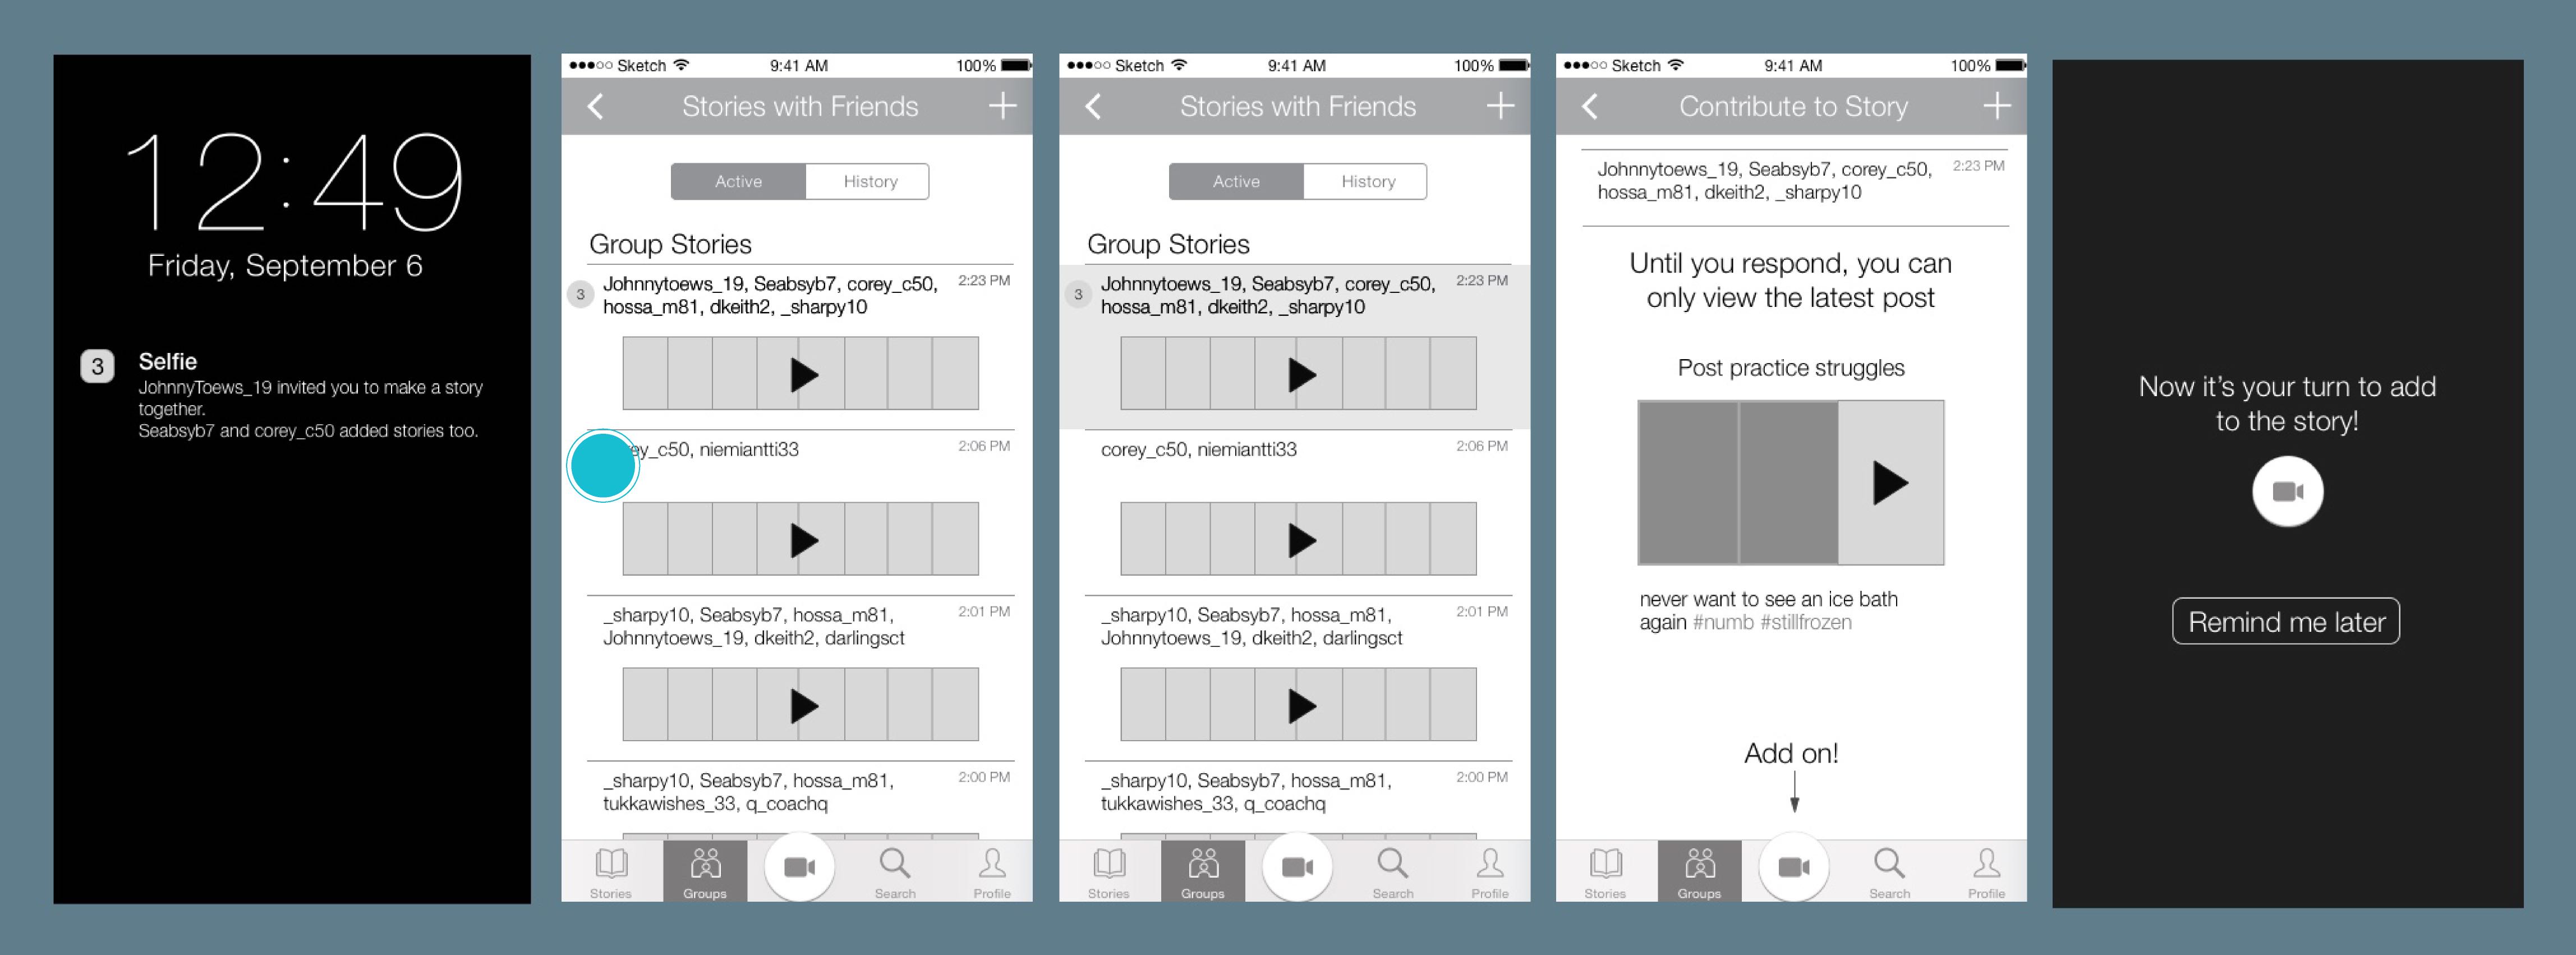 12:49
Friday, September 6
3
Selfie
JohnnyToews_19 invited you to make a story
together.
Seabsyb7 and corey_c50 added stories too.
Sketch 9:41 AM 100%
Stories with Friends
Active History
Group Stories
3
Johnnytoews_19, Seabsyb7, corey_c50, 2:23 PM
hossa_m81, dkeith2, _sharpy10
ey_c50, niemiantti33 2:06 PM
_sharpy10, Seabsyb7, hossa_m81, 2:01 PM
Johnnytoews_19, dkeith2, darlingsct
_sharpy10, Seabsyb7, hossa_m81, 2:00 PM
tukkawishes_33, q_coachq
Stories Groups Search Profile
Sketch 9:41 AM 100%
Stories with Friends
Active History
Group Stories
3
Johnnytoews_19, Seabsyb7, corey_c50, 2:23 PM
hossa_m81, dkeith2, _sharpy10
corey_c50, niemiantti33 2:06 PM
_sharpy10, Seabsyb7, hossa_m81, 2:01 PM
Johnnytoews_19, dkeith2, darlingsct
_sharpy10, Seabsyb7, hossa_m81, 2:00 PM
tukkawishes_33, q_coachq
Stories Groups Search Profile
Sketch 9:41 AM 100%
Contribute to Story
Johnnytoews_19, Seabsyb7, corey_c50, 2:23 PM
hossa_m81, dkeith2, _sharpy10
Until you respond, you can
only view the latest post
Post practice struggles
never want to see an ice bath
again #numb #stillfrozen
Add on!
Stories Groups Search Profile
Now it's your turn to add
to the story!
Remind me later